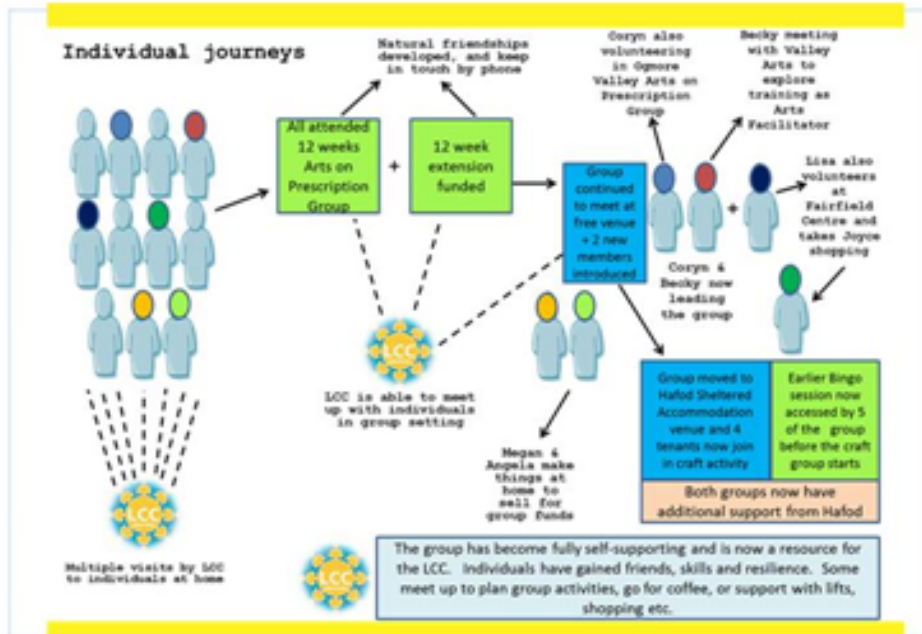 Individual journeys
Natural friendships
developed, and keep
in touch by phone
Coryn also
volunteering
in Ogmore
Valley Arts on
Prescription
Group
Becky meeting
with Valley
Arts to
explore
training as
Arts
Facilitator
All attended
12 weeks
Arts on
Prescription
Group
+
12 week
extension
funded
Group
continued
to meet at
free venue
+ 2 new
members
introduced
+
Lisa also
volunteers
at
Fairfield
Centre and
takes Joyce
shopping
Coryn &
Becky now
leading
the group
LCC
LCC is able to meet
up with individuals
in group setting
Megan &
Angela make
things at
home to
sell for
group funds
Group moved to
Hafod Sheltered
Accommodation
venue and 4
tenants now join
in craft activity
Earlier Bingo
session now
accessed by 5
of the group
before the craft
group starts
Both groups now have
additional support from Hafod
LCC
Multiple visits by LCC
to individuals at home
LCC
The group has become fully self-supporting and is now a resource for
the LCC. Individuals have gained friends, skills and resilience. Some
meet up to plan group activities, go for coffee, or support with lifts,
shopping etc.